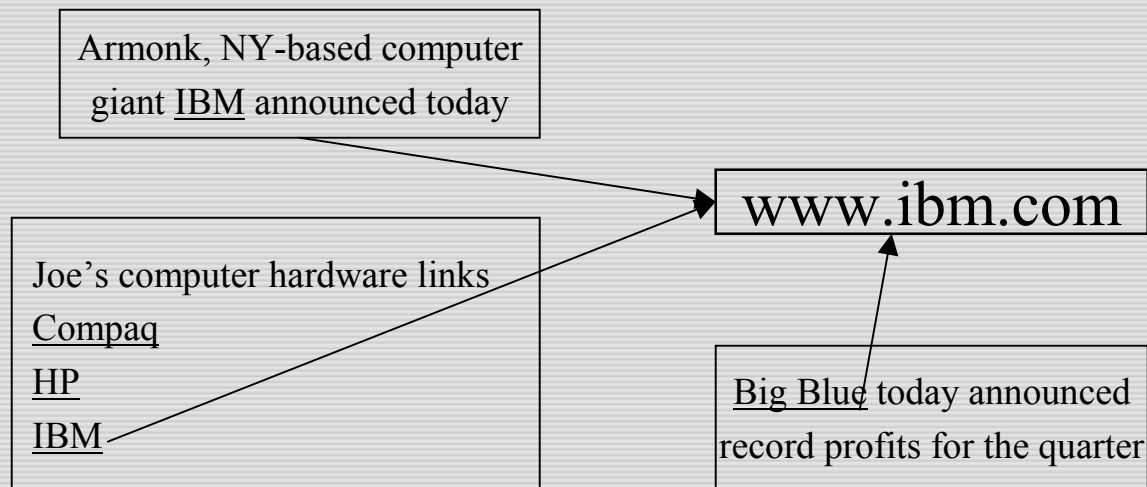 Armonk, NY-based computer
giant IBM announced today
www.ibm.com
Joe’s computer hardware links
Compaq
HP
IBM
Big Blue today announced
record profits for the quarter